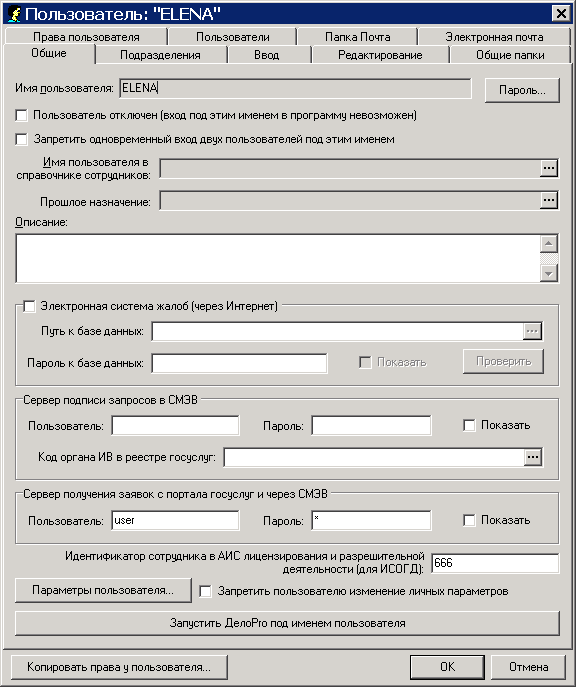 Пользователь: "ELENA"
Права пользователя Пользователи Папка Почта Электронная почта
Общие Подразделения Ввод Редактирование Общие папки
Имя пользователя: ELENA Пароль...
Пользователь отключен (вход под этим именем в программу невозможен)
Запретить одновременный вход двух пользователей под этим именем
Имя пользователя в
справочнике сотрудников: ...
Прошлое назначение: ...
Описание:
Электронная система жалоб (через Интернет)
Путь к базе данных: ...
Пароль к базе данных: Показать Проверить
Сервер подписи запросов в СМЭВ
Пользователь: Пароль: Показать
Код органа ИВ в реестре госуслуг: ...
Сервер получения заявок с портала госуслуг и через СМЭВ
Пользователь: user Пароль: * Показать
Идентификатор сотрудника в АИС лицензирования и разрешительной
деятельности (для ИСОГД): 666
Параметры пользователя... Запретить пользователю изменение личных параметров
Запустить ДелоPro под именем пользователя
Копировать права у пользователя... OK Отмена